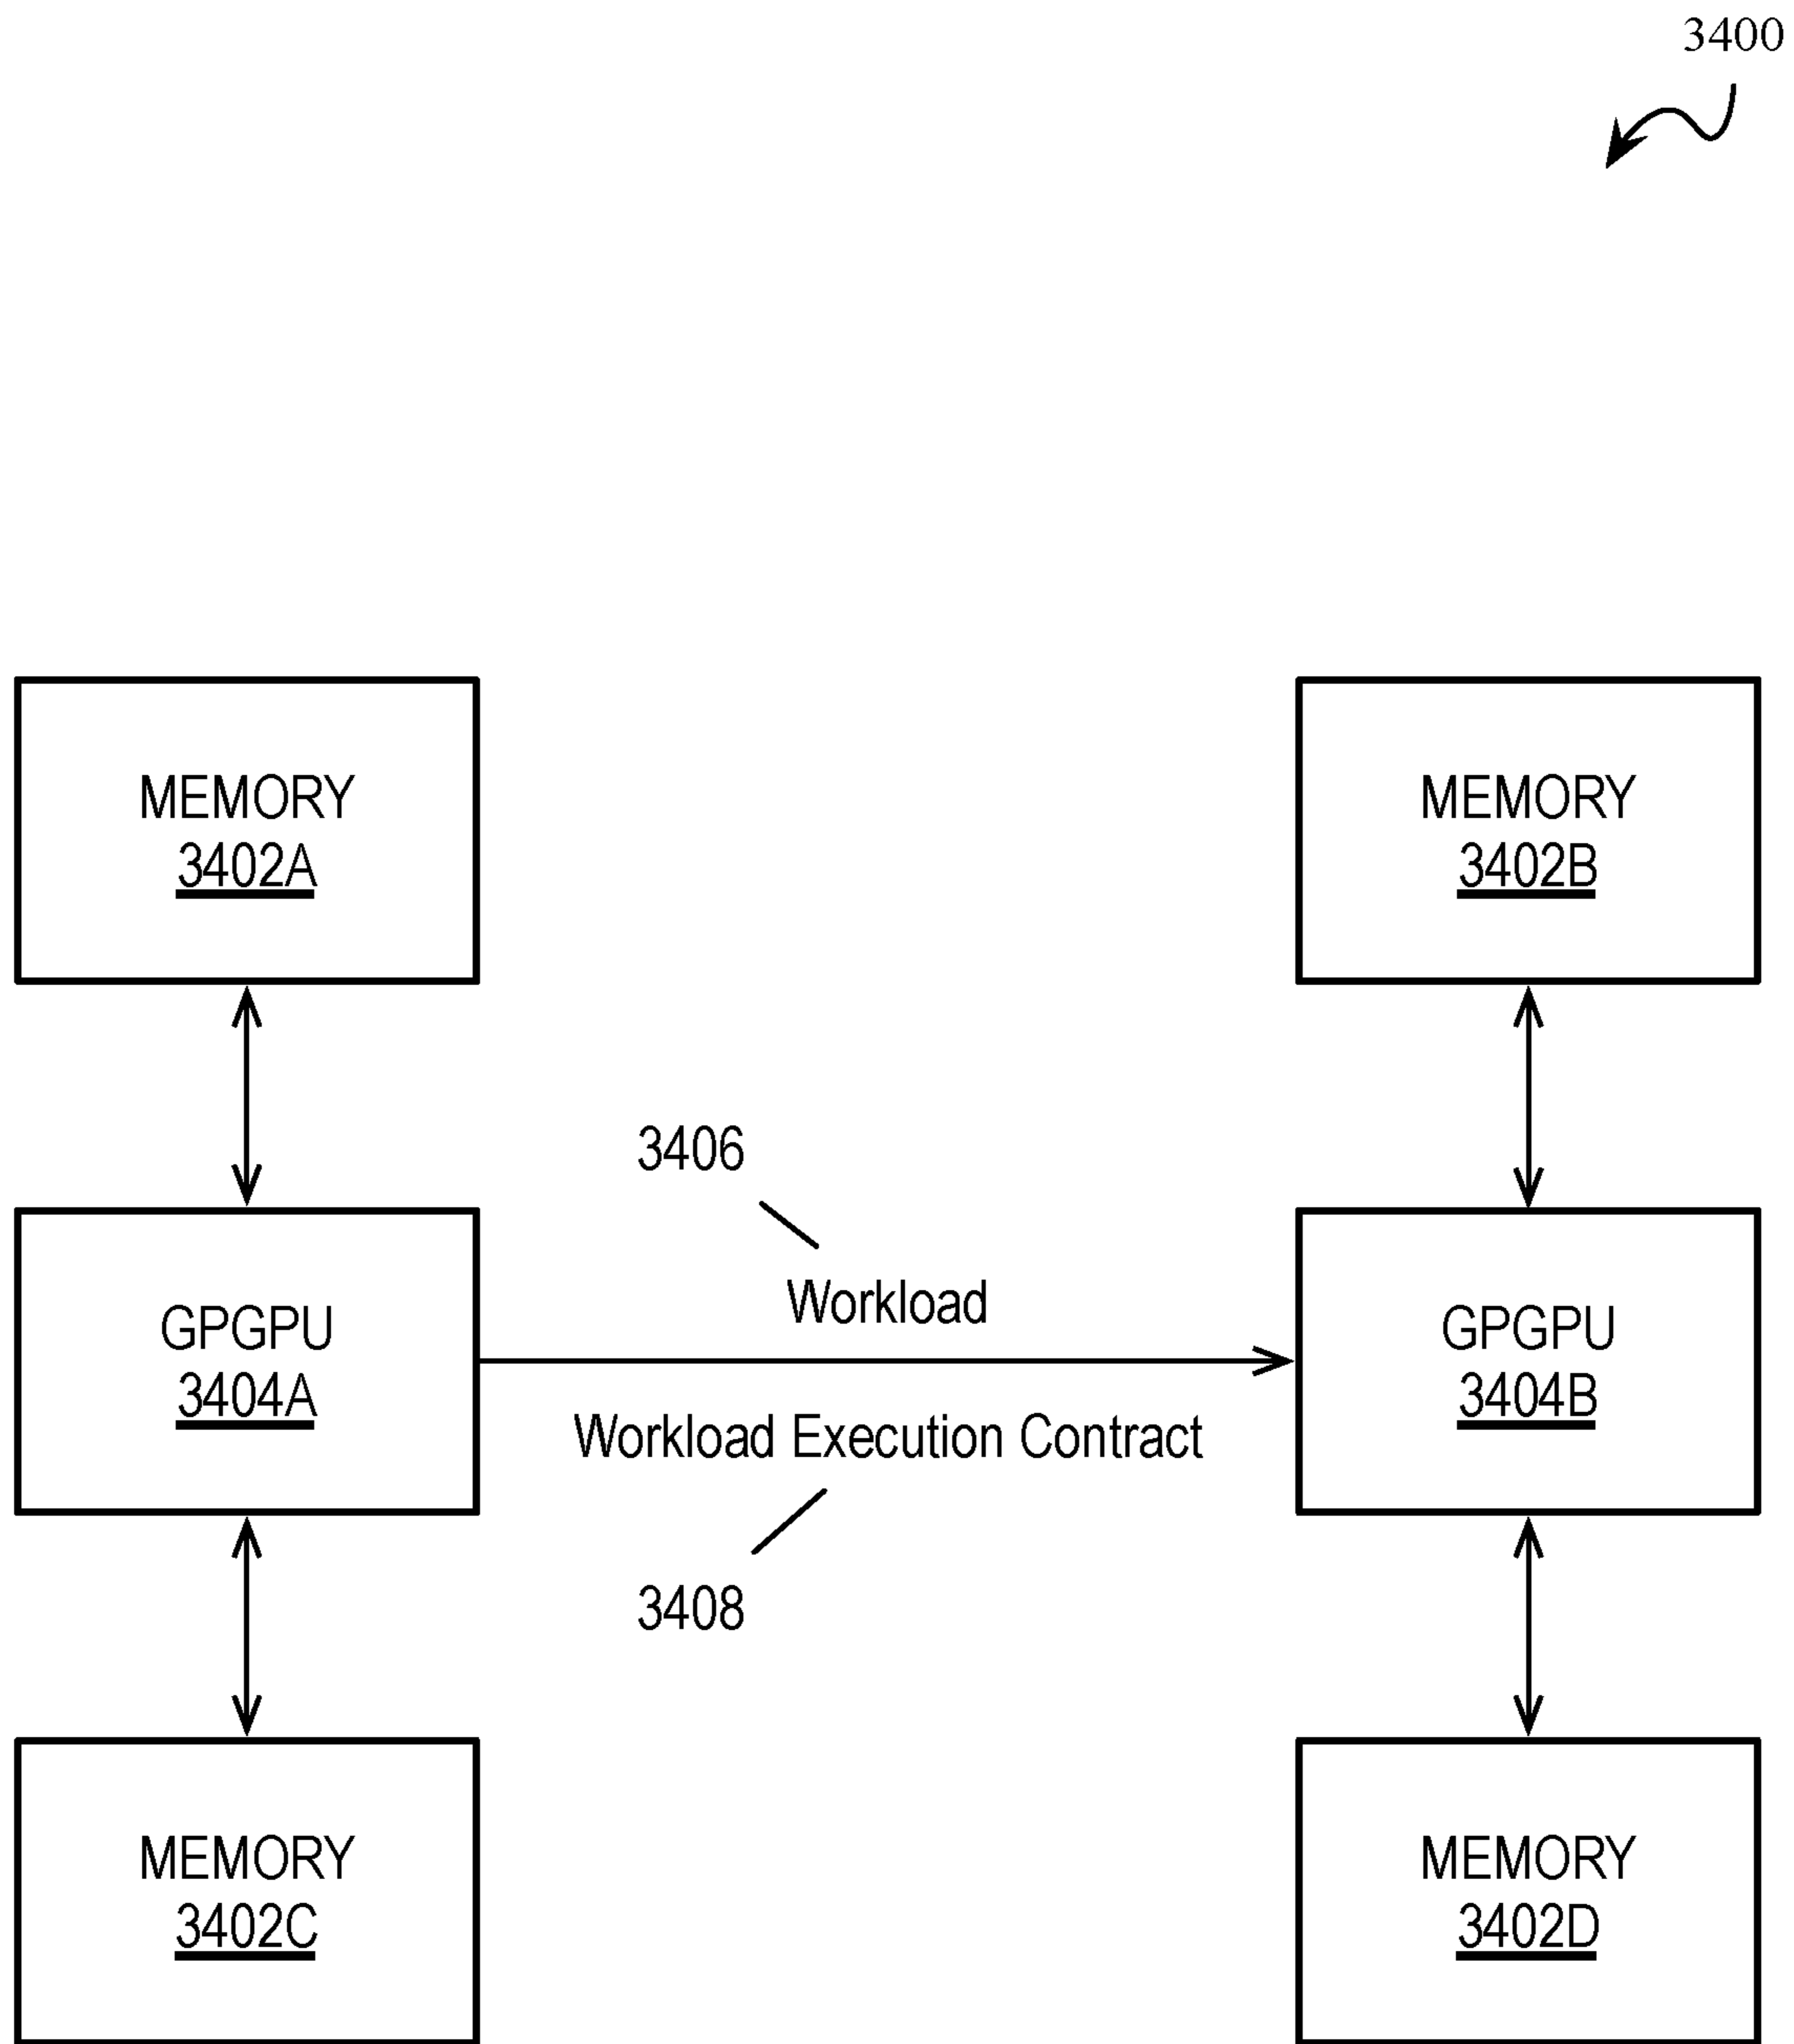 3400
MEMORY
3402A
MEMORY
3402B
3406
Workload
GPGPU
3404A
GPGPU
3404B
Workload Execution Contract
3408
MEMORY
3402C
MEMORY
3402D